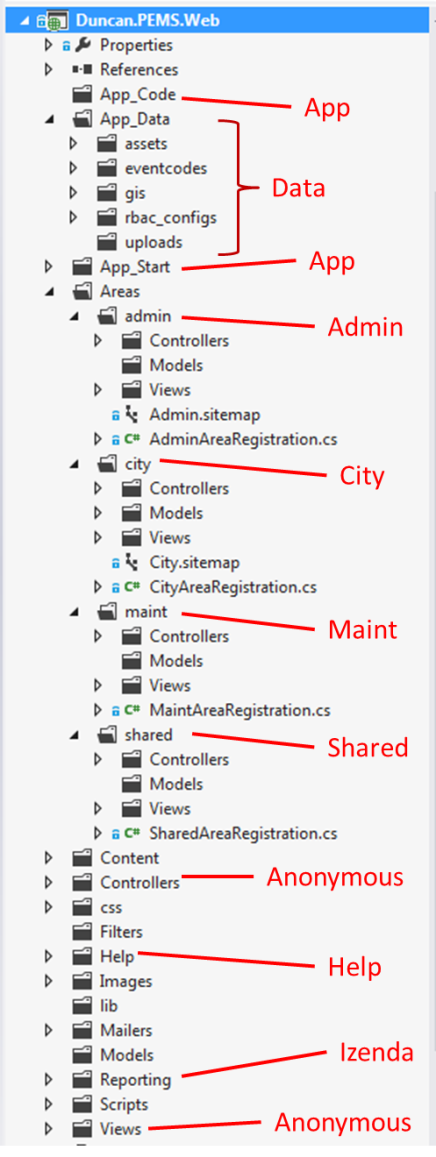 Duncan.PEMS.Web
Properties
References
App_Code
App
App_Data
assets
eventcodes
gis
Data
rbac_configs
uploads
App_Start
App
Areas
admin
Admin
Controllers
Models
Views
Admin.sitemap
C# AdminAreaRegistration.cs
city
City
Controllers
Models
Views
City.sitemap
C# CityAreaRegistration.cs
maint
Maint
Controllers
Models
Views
C# MaintAreaRegistration.cs
shared
Shared
Controllers
Models
Views
C# SharedAreaRegistration.cs
Content
Controllers
Anonymous
css
Filters
Help
Help
Images
lib
Mailers
Models
Izenda
Reporting
Scripts
Views
Anonymous